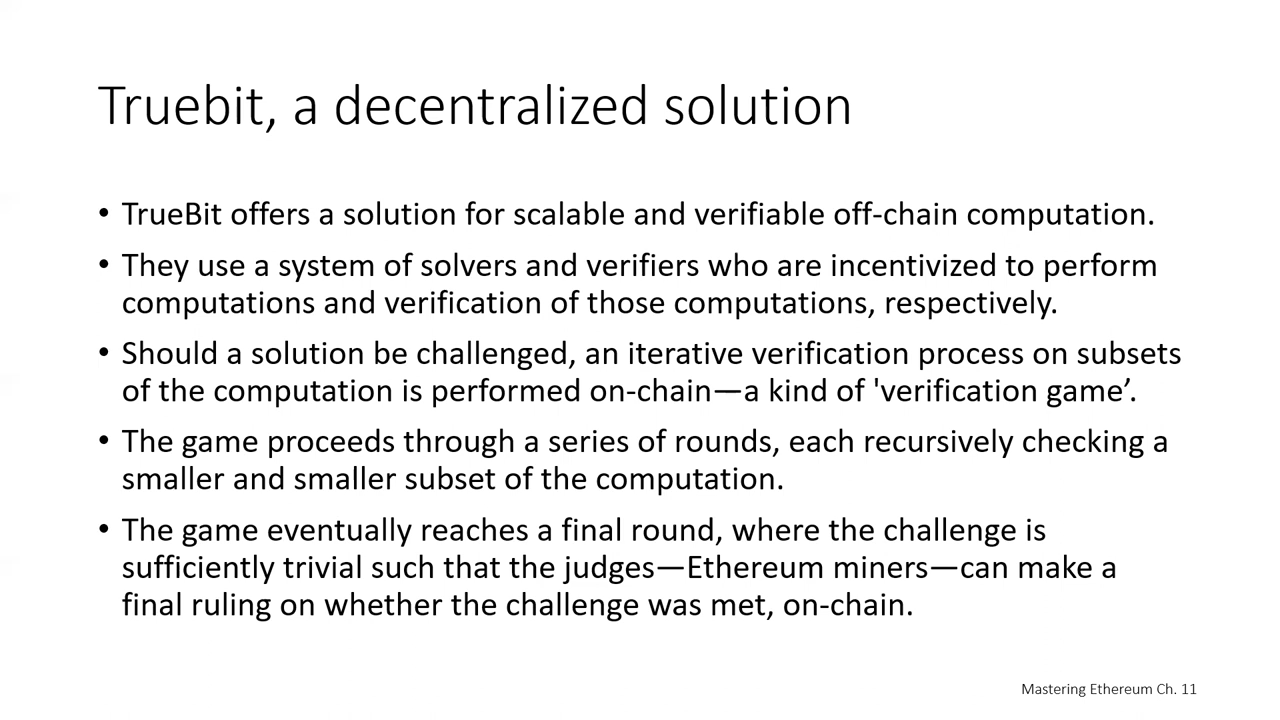 Truebit, a decentralized solution
• TrueBit offers a solution for scalable and verifiable off-chain computation.
• They use a system of solvers and verifiers who are incentivized to perform
computations and verification of those computations, respectively.
• Should a solution be challenged, an iterative verification process on subsets
of the computation is performed on-chain—a kind of 'verification game’.
• The game proceeds through a series of rounds, each recursively checking a
smaller and smaller subset of the computation.
• The game eventually reaches a final round, where the challenge is
sufficiently trivial such that the judges—Ethereum miners—can make a
final ruling on whether the challenge was met, on-chain.
Mastering Ethereum Ch. 11